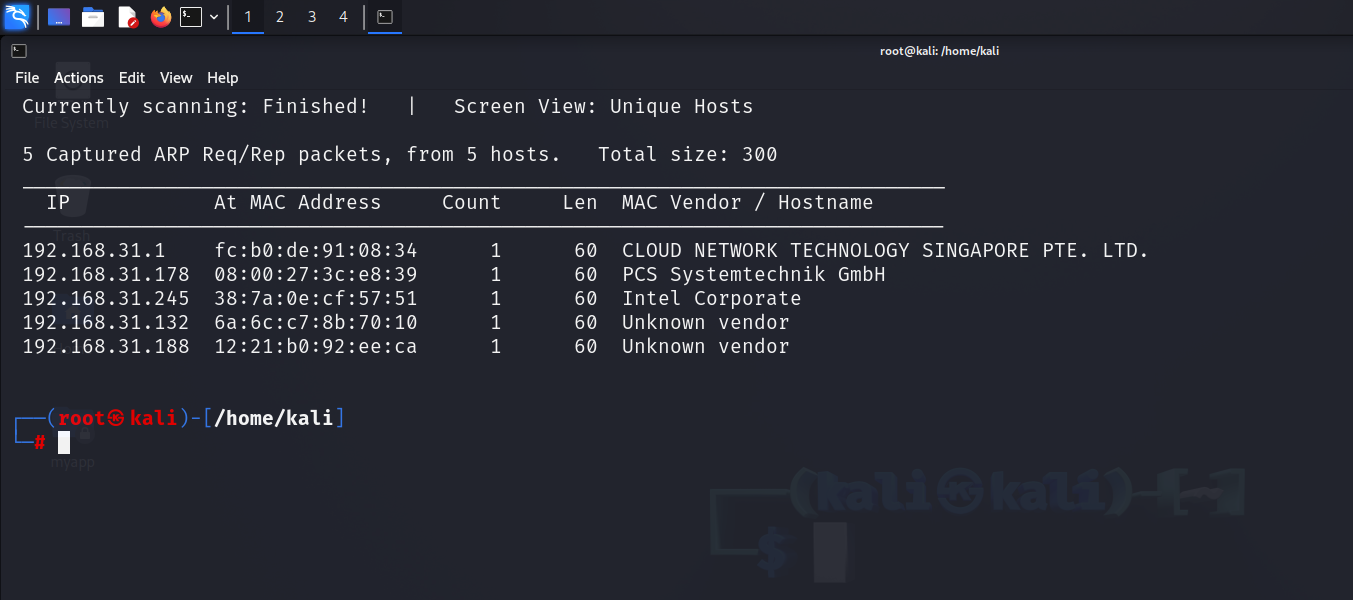 1 2 3 4
root@kali: /home/kali
File Actions Edit View Help
Currently scanning: Finished! | Screen View: Unique Hosts
File System
5 Captured ARP Req/Rep packets, from 5 hosts. Total size: 300
IP At MAC Address Count Len MAC Vendor / Hostname
Trash
192.168.31.1 fc:b0:de:91:08:34 1 60 CLOUD NETWORK TECHNOLOGY SINGAPORE PTE. LTD.
192.168.31.178 08:00:27:3c:e8:39 1 60 PCS Systemtechnik GmbH
192.168.31.245 38:7a:0e:cf:57:51 1 60 Intel Corporate
192.168.31.132 6a:6c:c7:8b:70:10 1 60 Unknown vendor
192.168.31.188 12:21:b0:92:ee:ca 1 60 Unknown vendor
┌──(root㉿kali)-[/home/kali]
└─#
myapp
┌──(kali㉿kali)-[~]
└─$